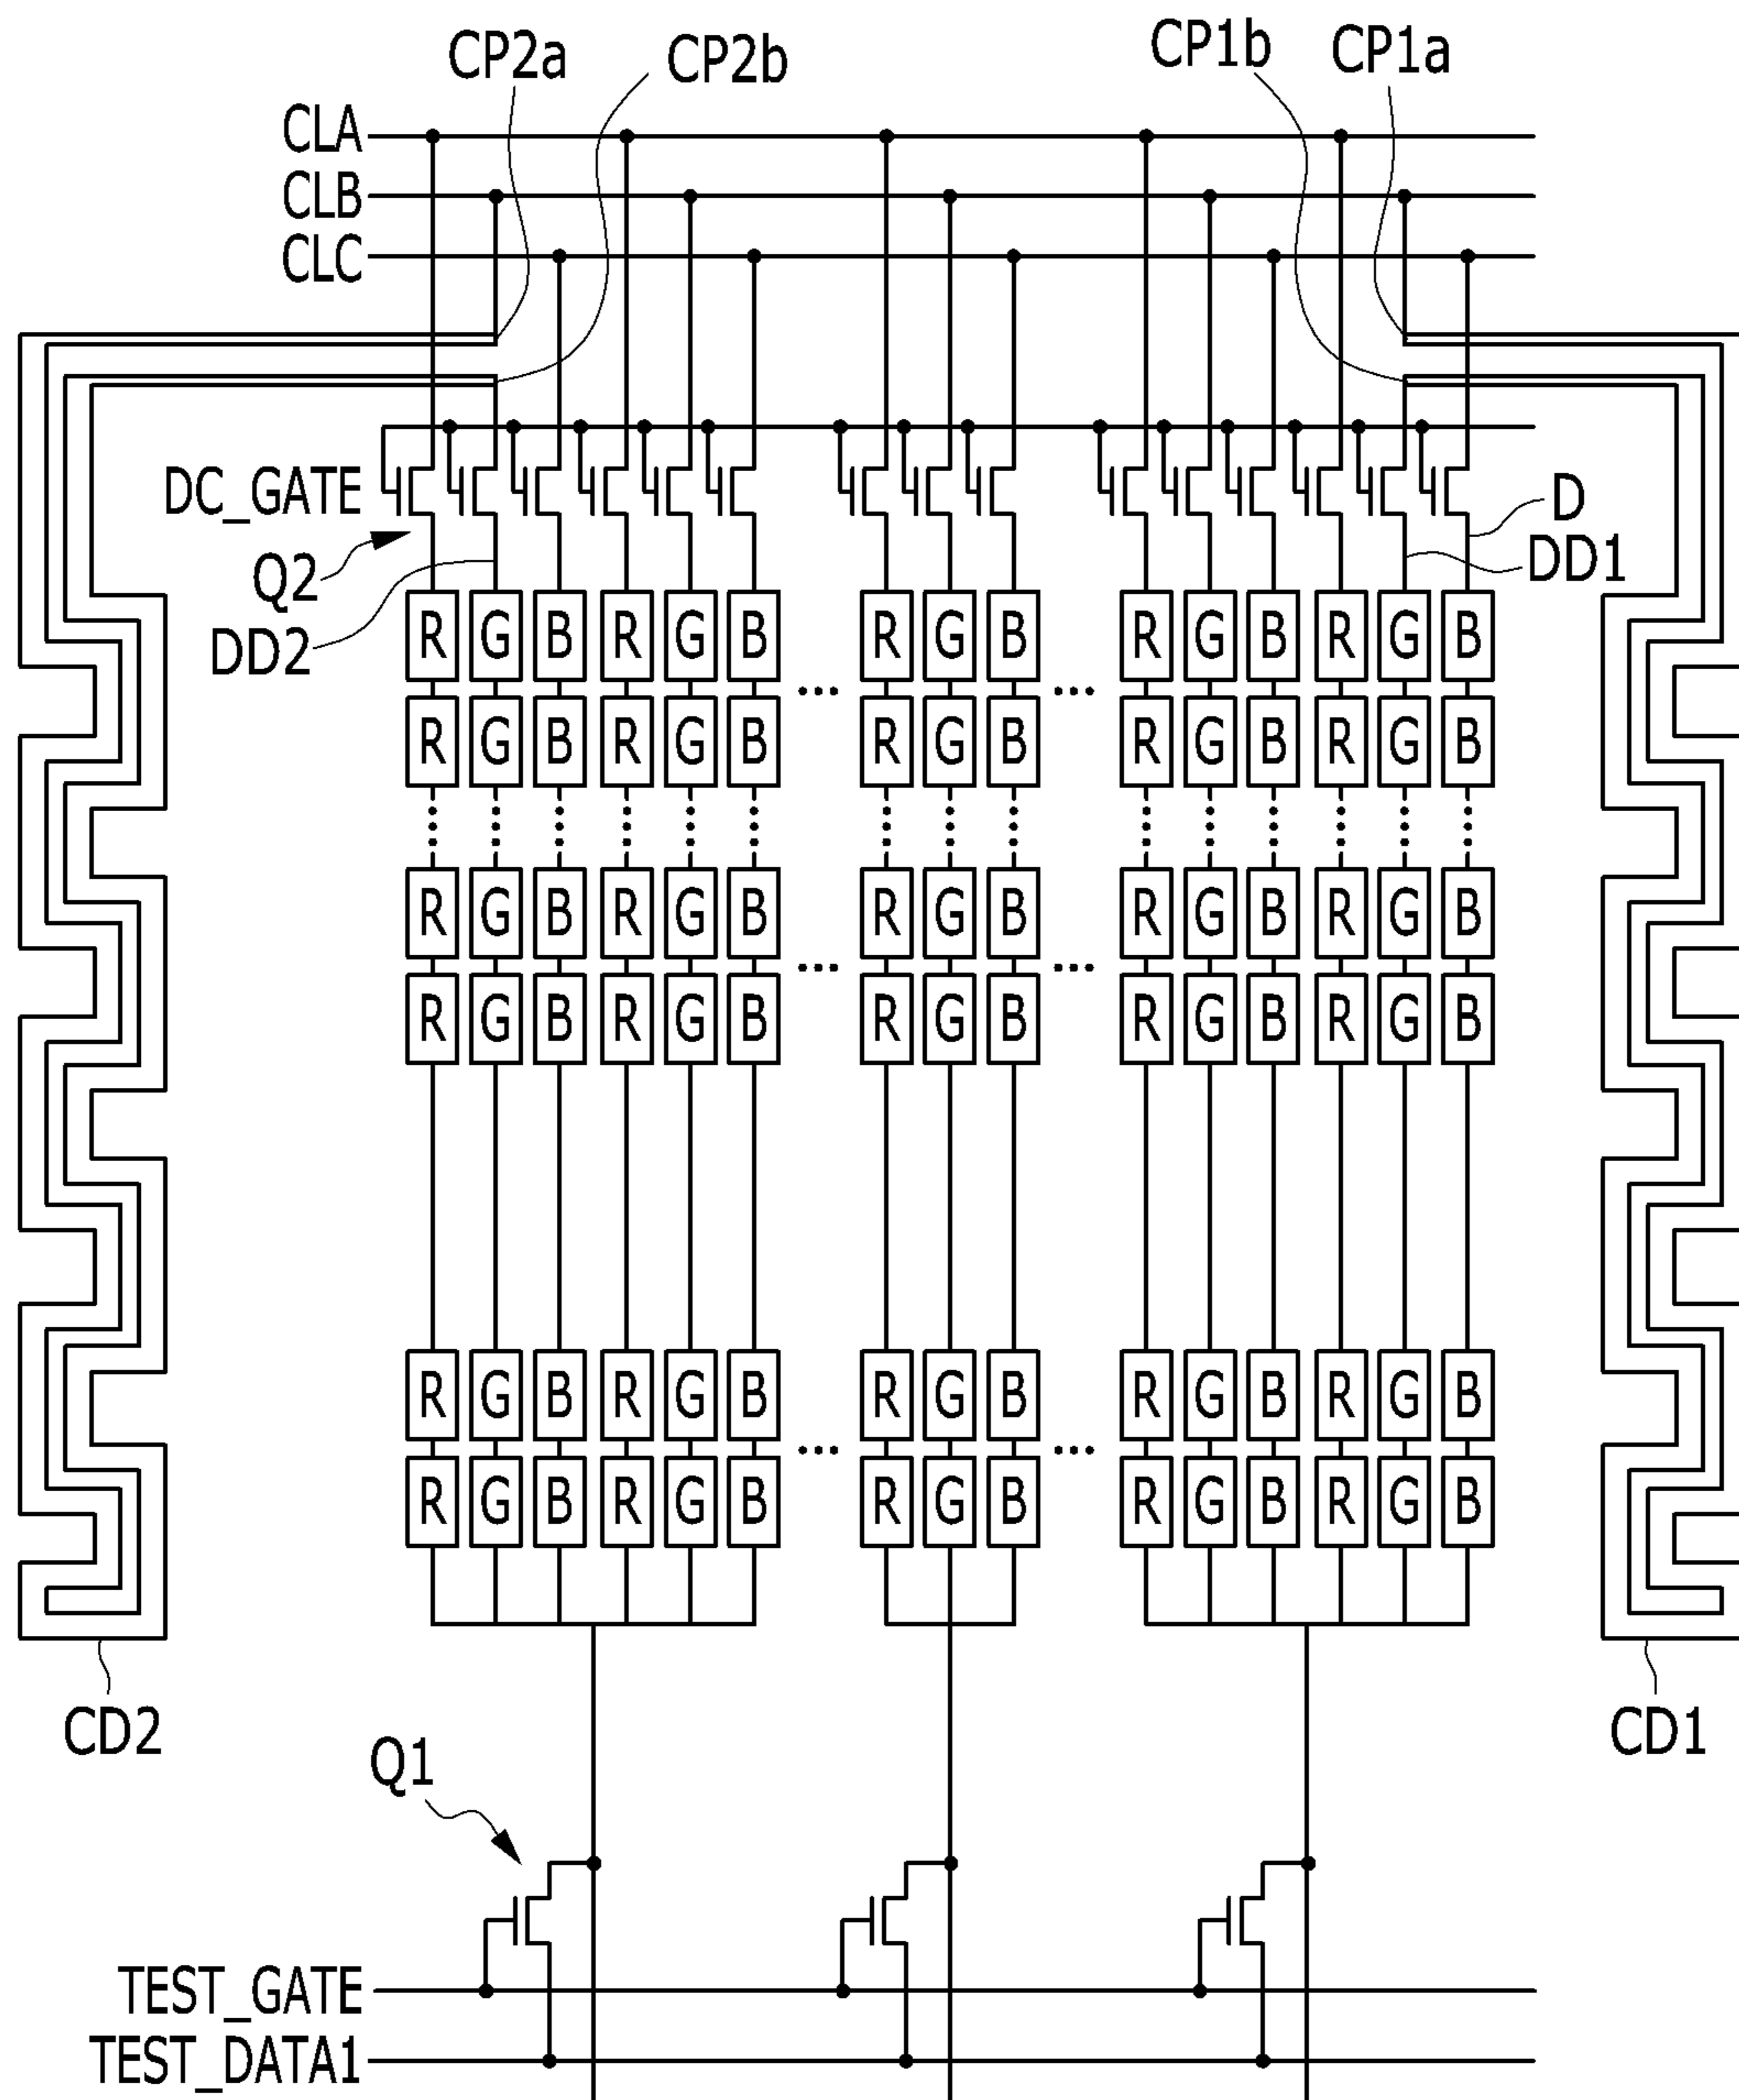 CP2a CP2b CP1b CP1a
CLA
CLB
CLC
DC_GATE
D
Q2
DD1
DD2
R G B R G B ... R G B ... R G B R G B
R G B R G B R G B R G B R G B
R G B R G B ... R G B ... R G B R G B
R G B R G B R G B R G B R G B
R G B R G B ... R G B ... R G B R G B
R G B R G B R G B R G B R G B
CD2 CD1
Q1
TEST_GATE
TEST_DATA1